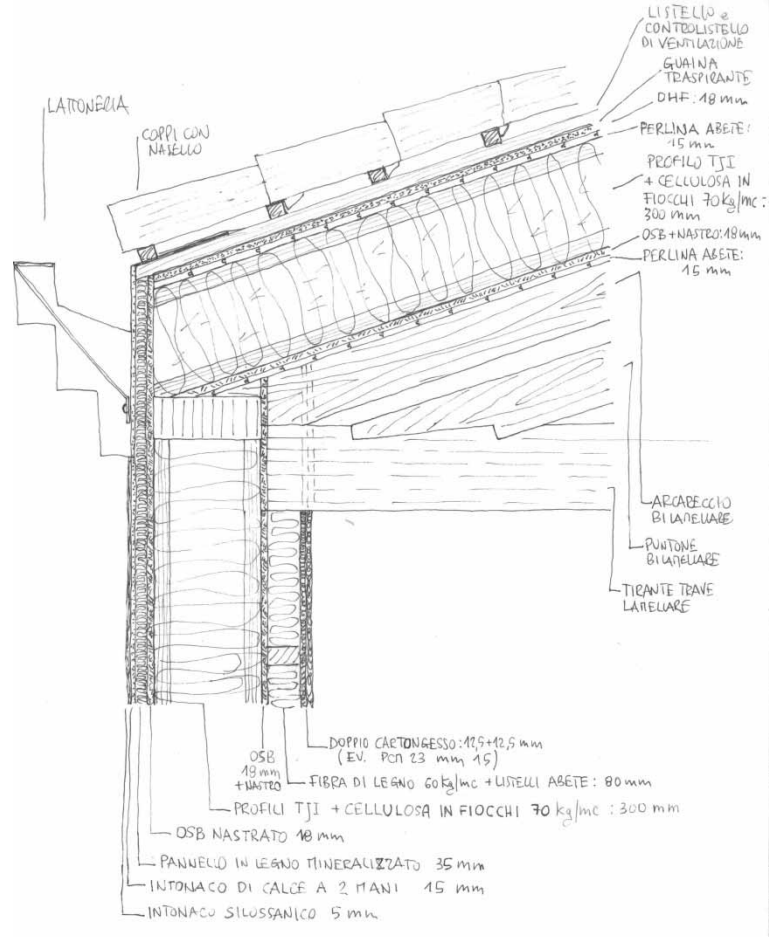 LISTELLO e
CONTROLISTELLO
DI VENTILAZIONE
GUAINA
TRASPIRANTE
DHF: 18 mm
PERLINA ABETE:
15 mm
PROFILO TJI
+ CELLULOSA IN
FIOCCHI 70 kg/mc:
300 mm
OSB+NASTRO: 18 mm
PERLINA ABETE:
15 mm
LATTONERIA
COPPI CON
NASELLO
ARCARECCIO
BILAMELLARE
PUNTONE
BILAMELLARE
TIRANTE TRAVE
LAMELLARE
DOPPIO CARTONGESSO: 12,5+12,5 mm
(EV. PCM 23 mm 15)
OSB
18 mm
+ NASTRO
FIBRA DI LEGNO 60 kg/mc + LISTELLI ABETE: 80 mm
PROFILI TJI + CELLULOSA IN FIOCCHI 70 kg/mc : 300 mm
OSB NASTRATO 18 mm
PANNELLO IN LEGNO MINERALIZZATO 35 mm
INTONACO DI CALCE A 2 MANI 15 mm
INTONACO SILOSSANICO 5 mm